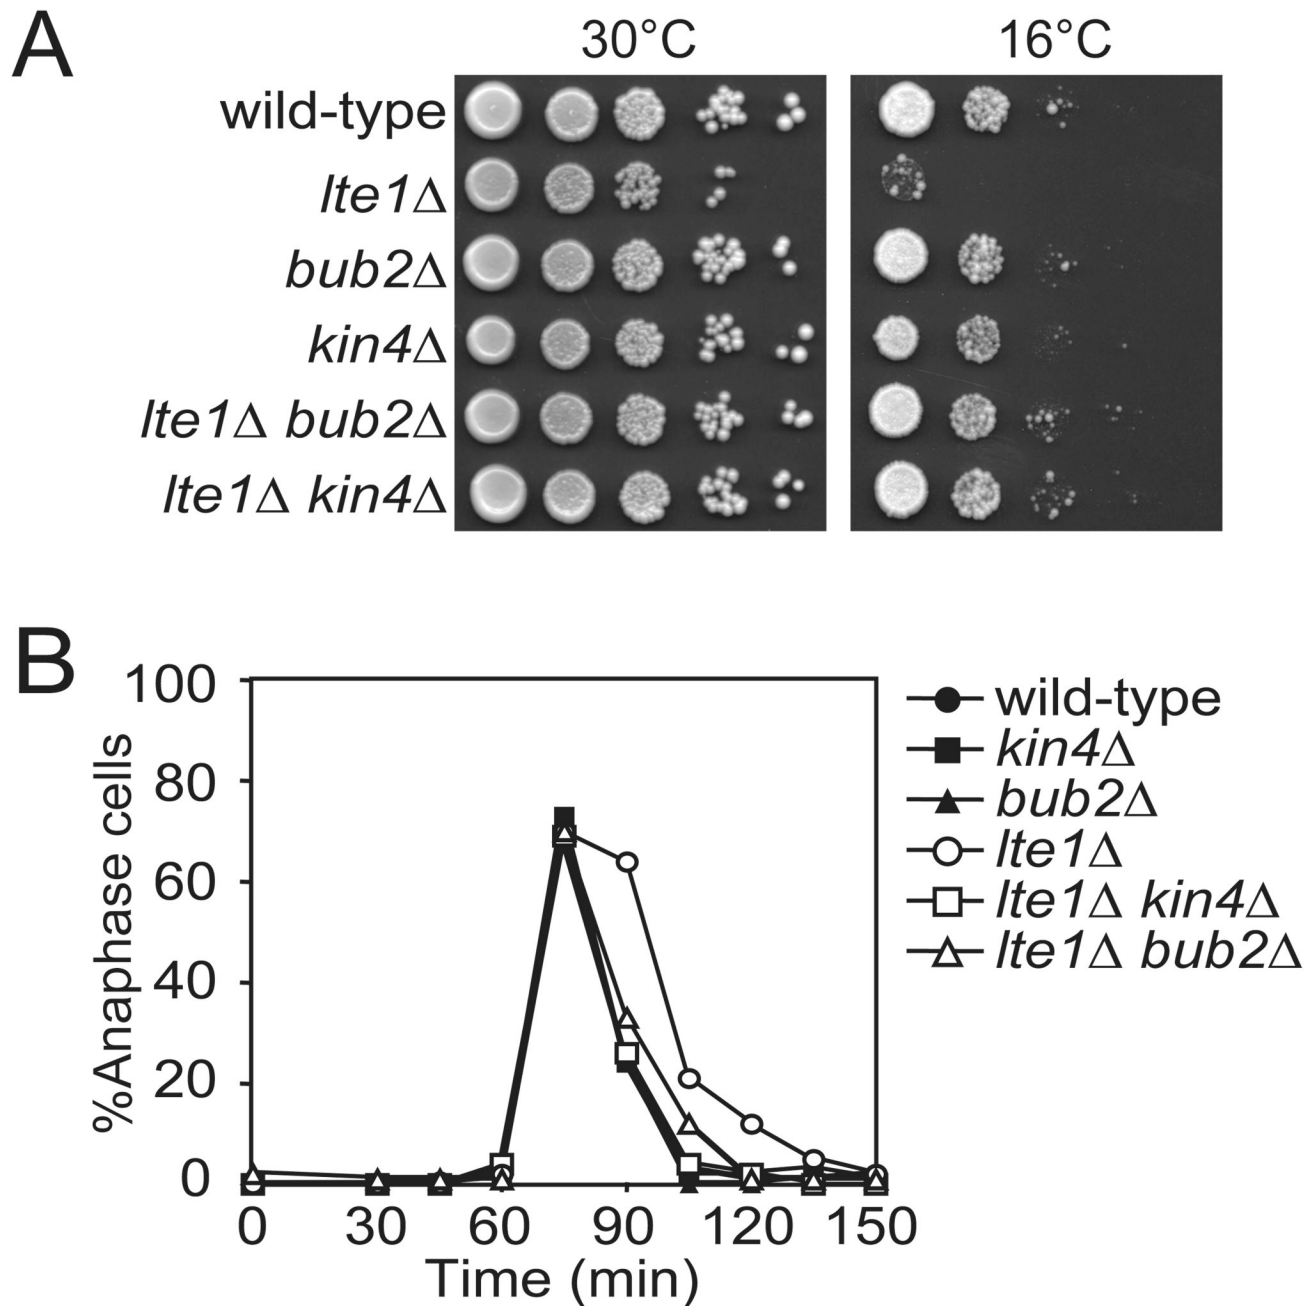 A
30°C
16°C
wild-type
lte1Δ
bub2Δ
kin4Δ
lte1Δ bub2Δ
lte1Δ kin4Δ
B
%Anaphase cells
100
80
60
40
20
0
0 30 60 90 120 150
Time (min)
wild-type
kin4Δ
bub2Δ
lte1Δ
lte1Δ kin4Δ
lte1Δ bub2Δ